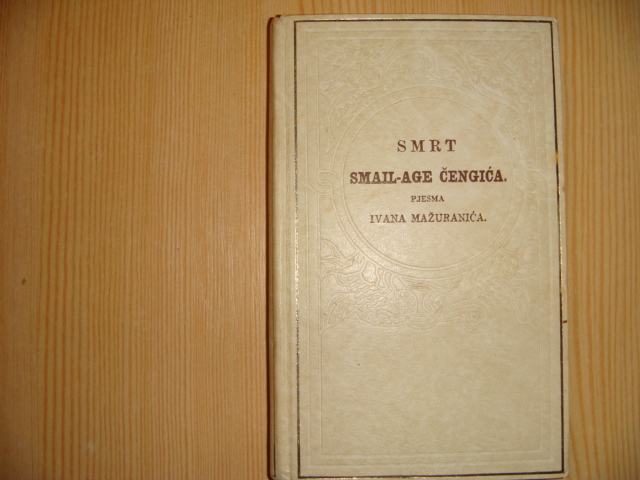 SMRT
SMAIL-AGE ČENGIĆA.
PJESMA
IVANA MAŽURANIĆA.